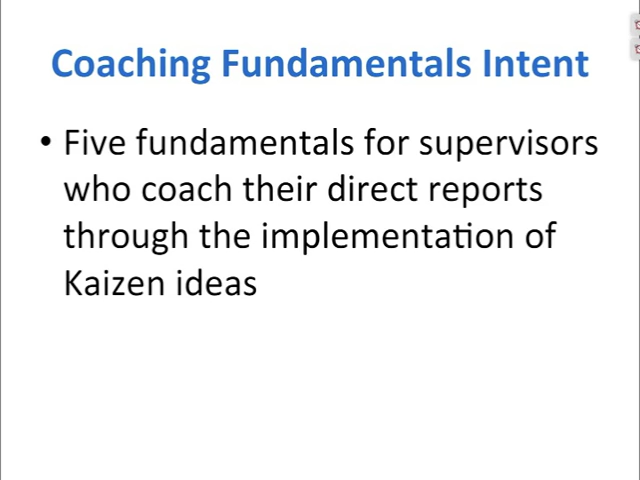 Coaching Fundamentals Intent
• Five fundamentals for supervisors
who coach their direct reports
through the implementation of
Kaizen ideas